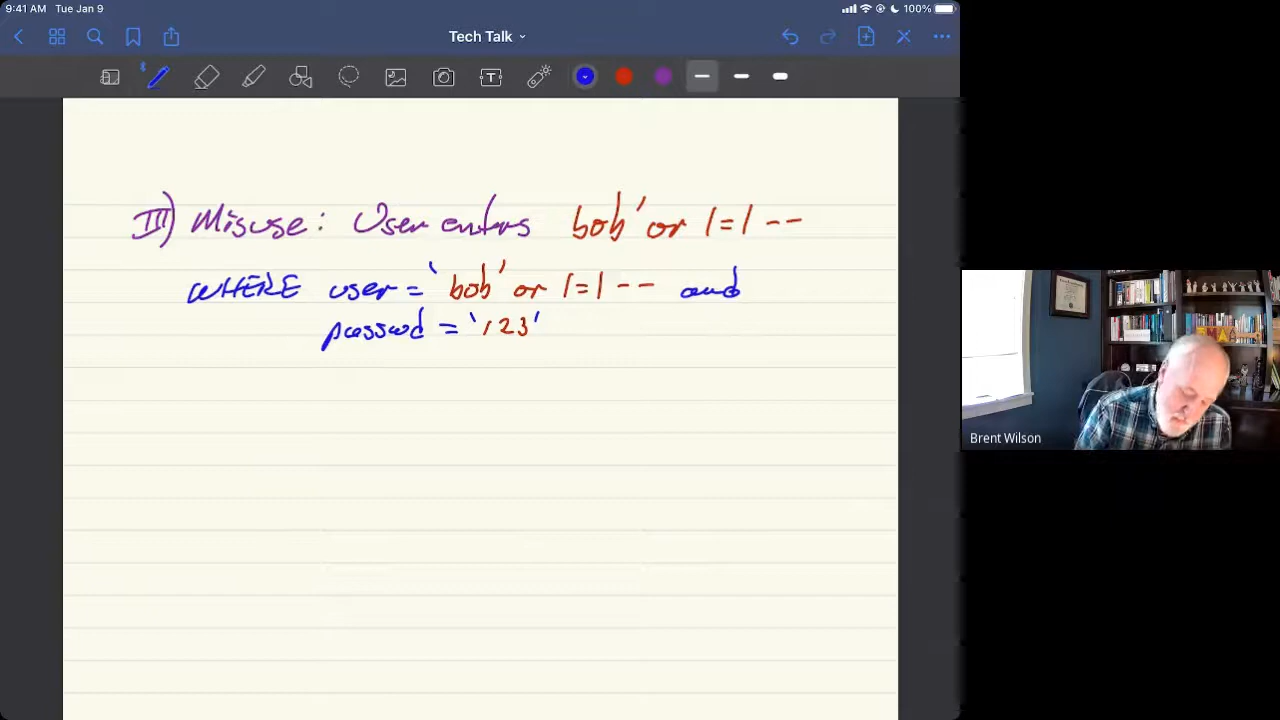 9:41 AM Tue Jan 9
100%
Tech Talk
III) Misuse: User enters bob' or 1=1 --
WHERE user = 'bob' or 1=1 -- and
passwd = '123'
Brent Wilson